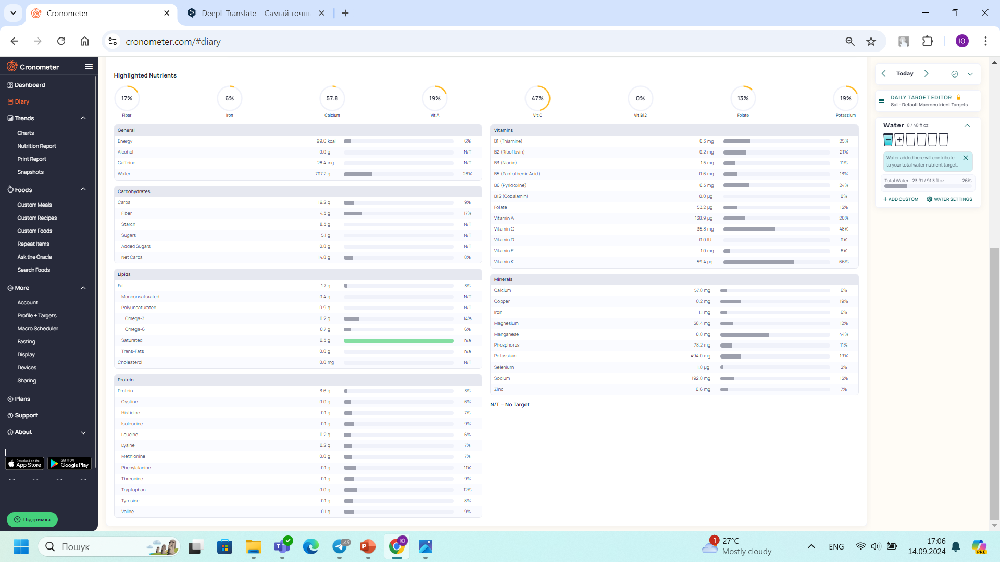 Cronometer
DeepL Translate – Самый точн
cronometer.com/#diary
Ю
Cronometer
Dashboard
Diary
Trends
Charts
Nutrition Report
Print Report
Snapshots
Foods
Custom Meals
Custom Recipes
Custom Foods
Repeat Items
Ask the Oracle
Search Foods
More
Account
Profile + Targets
Macro Scheduler
Fasting
Display
Devices
Sharing
Plans
Support
About
Download on the
App Store
GET IT ON
Google Play
Підтримка
Highlighted Nutrients
17% 6% 57.8 19% 47% 0% 13% 19%
Fiber Iron Calcium Vit.A Vit.C Vit.B12 Folate Potassium
General
Energy 99.6 kcal 6%
Alcohol 0.0 g N/T
Caffeine 28.4 mg N/T
Water 707.2 g 26%
Carbohydrates
Carbs 19.2 g 9%
Fiber 4.3 g 17%
Starch 8.3 g N/T
Sugars 5.1 g N/T
Added Sugars 0.8 g N/T
Net Carbs 14.8 g 8%
Lipids
Fat 1.7 g 3%
Monounsaturated 0.4 g N/T
Polyunsaturated 0.9 g N/T
Omega-3 0.2 g 14%
Omega-6 0.7 g 6%
Saturated 0.3 g n/a
Trans-Fats 0.0 g n/a
Cholesterol 0.0 mg N/T
Protein
Protein 3.6 g 3%
Cystine 0.0 g 6%
Histidine 0.1 g 7%
Isoleucine 0.1 g 9%
Leucine 0.2 g 6%
Lysine 0.2 g 7%
Methionine 0.0 g 7%
Phenylalanine 0.1 g 11%
Threonine 0.1 g 9%
Tryptophan 0.0 g 12%
Tyrosine 0.1 g 8%
Valine 0.1 g 9%
Vitamins
B1 (Thiamine) 0.3 mg 25%
B2 (Riboflavin) 0.2 mg 21%
B3 (Niacin) 1.5 mg 11%
B5 (Pantothenic Acid) 0.6 mg 13%
B6 (Pyridoxine) 0.3 mg 24%
B12 (Cobalamin) 0.0 µg 0%
Folate 53.2 µg 13%
Vitamin A 138.9 µg 20%
Vitamin C 35.8 mg 48%
Vitamin D 0.0 IU 0%
Vitamin E 1.0 mg 6%
Vitamin K 59.4 µg 66%
Minerals
Calcium 57.8 mg 6%
Copper 0.2 mg 19%
Iron 1.1 mg 6%
Magnesium 38.4 mg 12%
Manganese 0.8 mg 44%
Phosphorus 78.2 mg 11%
Potassium 494.0 mg 19%
Selenium 1.8 µg 3%
Sodium 192.8 mg 13%
Zinc 0.6 mg 7%
N/T = No Target
Today
DAILY TARGET EDITOR
Sat - Default Macronutrient Targets
Water 8 / 48 fl oz
Water added here will contribute
to your total water nutrient target.
Total Water - 23.91 / 91.3 fl oz 26%
+ ADD CUSTOM WATER SETTINGS
Пошук
.49
P
Ю
1
27°C
Mostly cloudy
ENG
17:06
14.09.2024
PRE